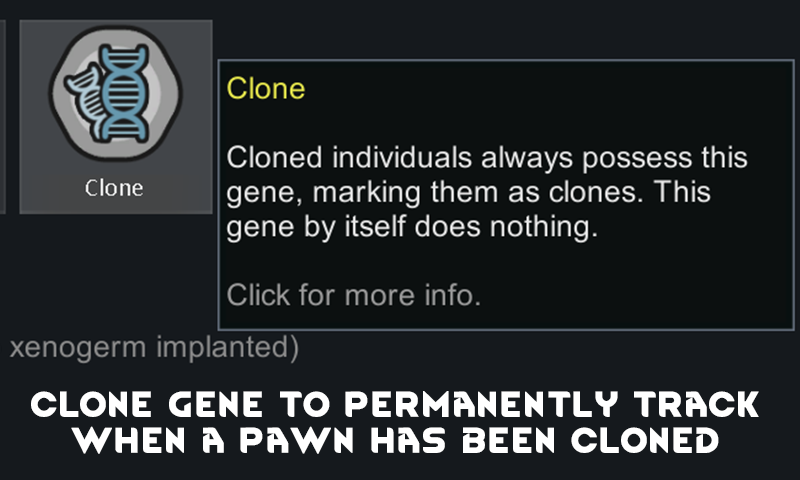 Clone
Clone
Cloned individuals always possess this
gene, marking them as clones. This
gene by itself does nothing.
Click for more info.
xenogerm implanted)
CLONE GENE TO PERMANENTLY TRACK
WHEN A PAWN HAS BEEN CLONED